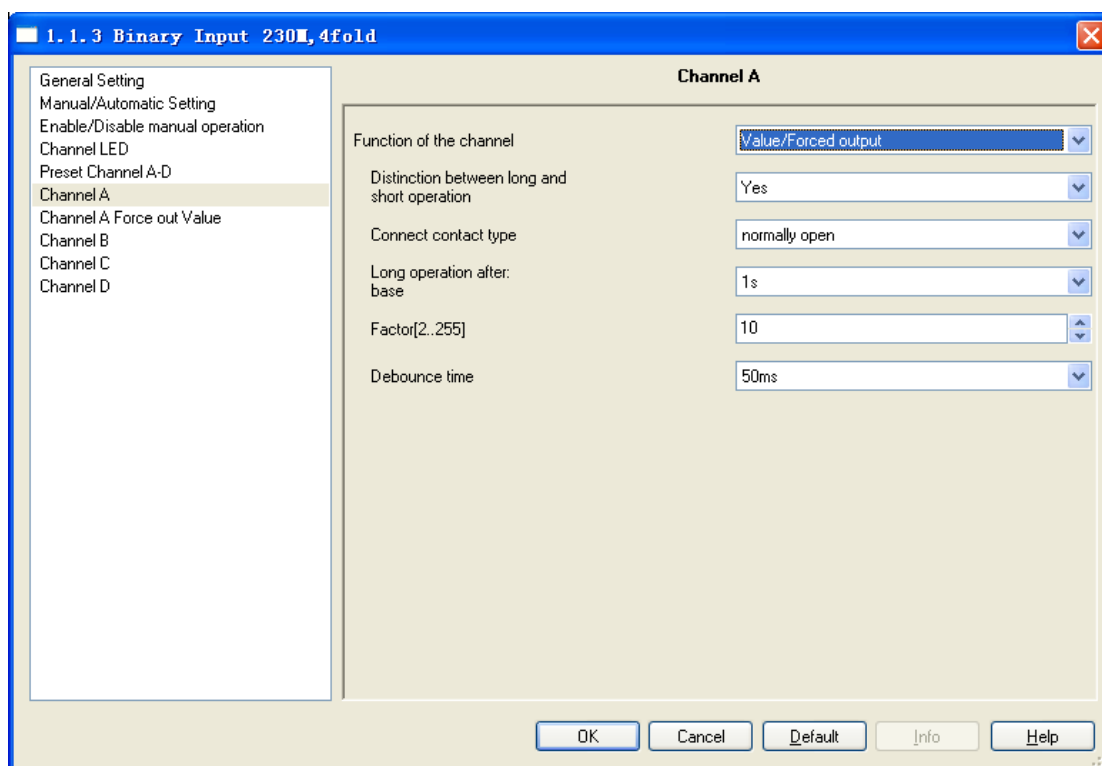 1.1.3 Binary Input 230M,4fold
General Setting
Manual/Automatic Setting
Enable/Disable manual operation
Channel LED
Preset Channel A-D
Channel A
Channel A Force out Value
Channel B
Channel C
Channel D
Channel A
Function of the channel
Value/Forced output
Distinction between long and
short operation
Yes
Connect contact type
normally open
Long operation after:
base
1s
Factor[2..255]
10
Debounce time
50ms
OK
Cancel
Default
Info
Help